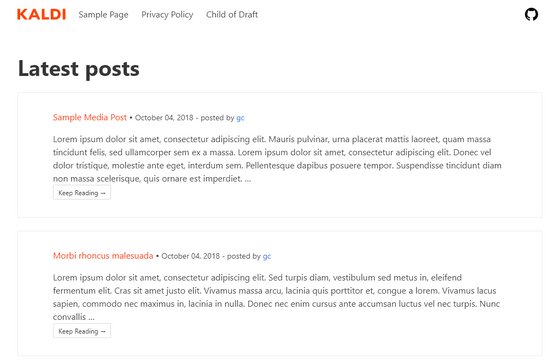 KALDI Sample Page Privacy Policy Child of Draft
Latest posts
Sample Media Post • October 04, 2018 - posted by gc
Lorem ipsum dolor sit amet, consectetur adipiscing elit. Mauris pulvinar, urna placerat mattis laoreet, quam massa
tincidunt felis, sed ullamcorper sem ex a massa. Lorem ipsum dolor sit amet, consectetur adipiscing elit. Donec vel
dolor tristique, molestie ante eget, interdum sem. Pellentesque dapibus posuere tempor. Suspendisse tincidunt diam
non massa scelerisque, quis ornare est imperdiet. ...
Keep Reading →
Morbi rhoncus malesuada • October 04, 2018 - posted by gc
Lorem ipsum dolor sit amet, consectetur adipiscing elit. Sed turpis diam, vestibulum sed metus in, eleifend
fermentum elit. Cras sit amet justo elit. Vivamus massa arcu, lacinia quis porttitor et, congue a lorem. Vivamus lacus
sapien, commodo nec maximus in, lacinia in nulla. Donec nec enim cursus ante accumsan luctus vel nec turpis. Nunc
convallis ...
Keep Reading →